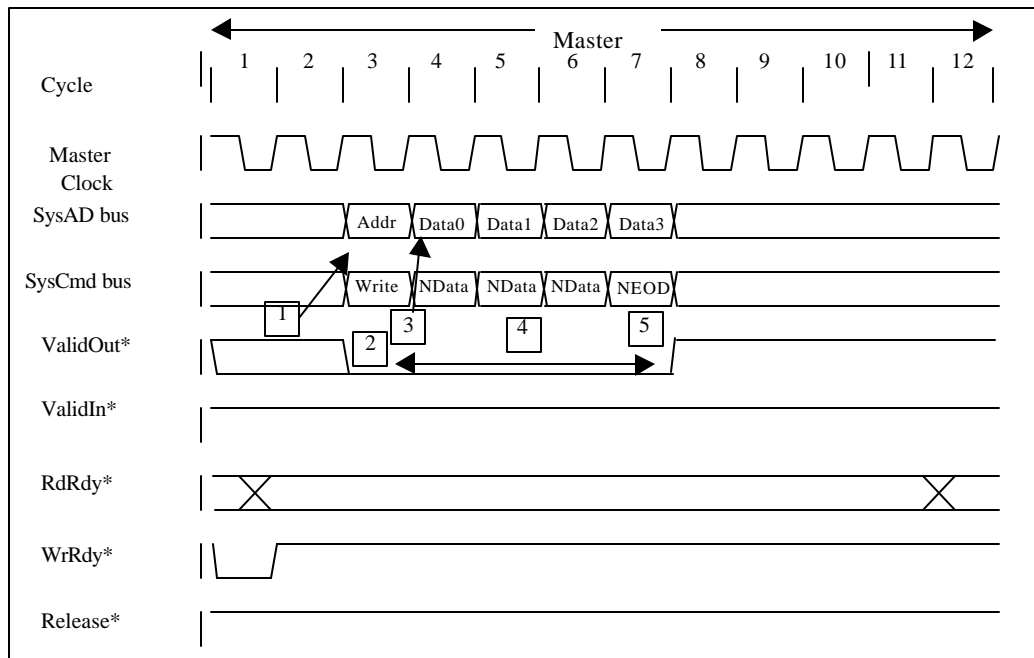 Master
1 2 3 4 5 6 7 8 9 10 11 12
Cycle
Master
Clock
SysAD bus
Addr Data0 Data1 Data2 Data3
SysCmd bus
Write NData NData NData NEOD
1 3 4 5
2
ValidOut*
ValidIn*
RdRdy*
WrRdy*
Release*